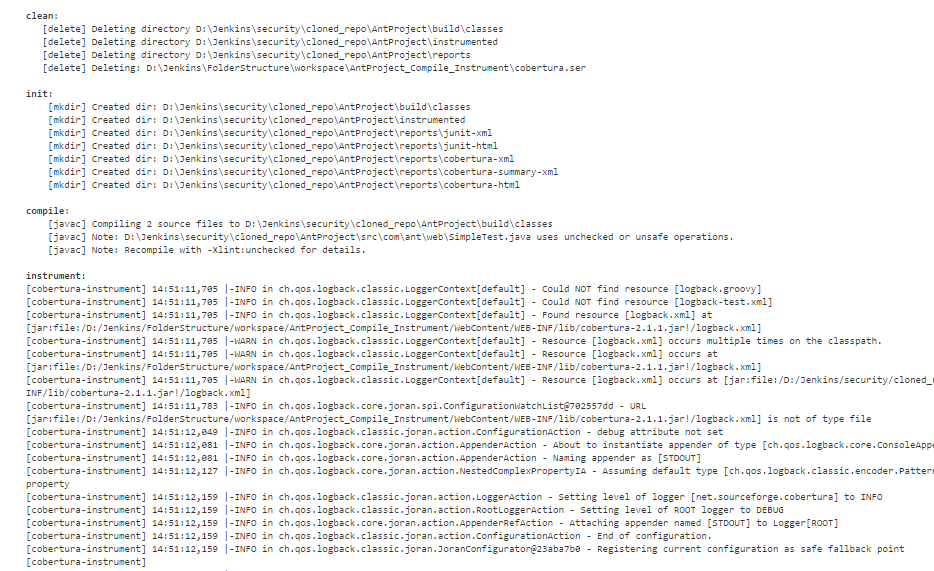 clean:
[delete] Deleting directory D:\Jenkins\security\cloned_repo\AntProject\build\classes
[delete] Deleting directory D:\Jenkins\security\cloned_repo\AntProject\instrumented
[delete] Deleting directory D:\Jenkins\security\cloned_repo\AntProject\reports
[delete] Deleting: D:\Jenkins\FolderStructure\workspace\AntProject_Compile_Instrument\cobertura.ser
init:
[mkdir] Created dir: D:\Jenkins\security\cloned_repo\AntProject\build\classes
[mkdir] Created dir: D:\Jenkins\security\cloned_repo\AntProject\instrumented
[mkdir] Created dir: D:\Jenkins\security\cloned_repo\AntProject\reports\junit-xml
[mkdir] Created dir: D:\Jenkins\security\cloned_repo\AntProject\reports\junit-html
[mkdir] Created dir: D:\Jenkins\security\cloned_repo\AntProject\reports\cobertura-xml
[mkdir] Created dir: D:\Jenkins\security\cloned_repo\AntProject\reports\cobertura-summary-xml
[mkdir] Created dir: D:\Jenkins\security\cloned_repo\AntProject\reports\cobertura-html
compile:
[javac] Compiling 2 source files to D:\Jenkins\security\cloned_repo\AntProject\build\classes
[javac] Note: D:\Jenkins\security\cloned_repo\AntProject\src\com\ant\web\SimpleTest.java uses unchecked or unsafe operations.
[javac] Note: Recompile with -Xlint:unchecked for details.
instrument:
[cobertura-instrument] 14:51:11,705 |-INFO in ch.qos.logback.classic.LoggerContext[default] - Could NOT find resource [logback.groovy]
[cobertura-instrument] 14:51:11,705 |-INFO in ch.qos.logback.classic.LoggerContext[default] - Could NOT find resource [logback-test.xml]
[cobertura-instrument] 14:51:11,705 |-INFO in ch.qos.logback.classic.LoggerContext[default] - Found resource [logback.xml] at
[jar:file:/D:/Jenkins/FolderStructure/workspace/AntProject_Compile_Instrument/WebContent/WEB-INF/lib/cobertura-2.1.1.jar!/logback.xml]
[cobertura-instrument] 14:51:11,705 |-WARN in ch.qos.logback.classic.LoggerContext[default] - Resource [logback.xml] occurs multiple times on the classpath.
[cobertura-instrument] 14:51:11,705 |-WARN in ch.qos.logback.classic.LoggerContext[default] - Resource [logback.xml] occurs at
[jar:file:/D:/Jenkins/FolderStructure/workspace/AntProject_Compile_Instrument/WebContent/WEB-INF/lib/cobertura-2.1.1.jar!/logback.xml]
[cobertura-instrument] 14:51:11,705 |-WARN in ch.qos.logback.classic.LoggerContext[default] - Resource [logback.xml] occurs at [jar:file:/D:/Jenkins/security/cloned_r
INF/lib/cobertura-2.1.1.jar!/logback.xml]
[cobertura-instrument] 14:51:11,783 |-INFO in ch.qos.logback.core.joran.spi.ConfigurationWatchList@702557dd - URL
[jar:file:/D:/Jenkins/FolderStructure/workspace/AntProject_Compile_Instrument/WebContent/WEB-INF/lib/cobertura-2.1.1.jar!/logback.xml] is not of type file
[cobertura-instrument] 14:51:12,049 |-INFO in ch.qos.logback.classic.joran.action.ConfigurationAction - debug attribute not set
[cobertura-instrument] 14:51:12,081 |-INFO in ch.qos.logback.core.joran.action.AppenderAction - About to instantiate appender of type [ch.qos.logback.core.ConsoleAppe
[cobertura-instrument] 14:51:12,081 |-INFO in ch.qos.logback.core.joran.action.AppenderAction - Naming appender as [STDOUT]
[cobertura-instrument] 14:51:12,127 |-INFO in ch.qos.logback.core.joran.action.NestedComplexPropertyIA - Assuming default type [ch.qos.logback.classic.encoder.Pattern
property
[cobertura-instrument] 14:51:12,159 |-INFO in ch.qos.logback.classic.joran.action.LoggerAction - Setting level of logger [net.sourceforge.cobertura] to INFO
[cobertura-instrument] 14:51:12,159 |-INFO in ch.qos.logback.classic.joran.action.RootLoggerAction - Setting level of ROOT logger to DEBUG
[cobertura-instrument] 14:51:12,159 |-INFO in ch.qos.logback.core.joran.action.AppenderRefAction - Attaching appender named [STDOUT] to Logger[ROOT]
[cobertura-instrument] 14:51:12,159 |-INFO in ch.qos.logback.classic.joran.action.ConfigurationAction - End of configuration.
[cobertura-instrument] 14:51:12,159 |-INFO in ch.qos.logback.classic.joran.JoranConfigurator@23aba7b0 - Registering current configuration as safe fallback point
[cobertura-instrument]